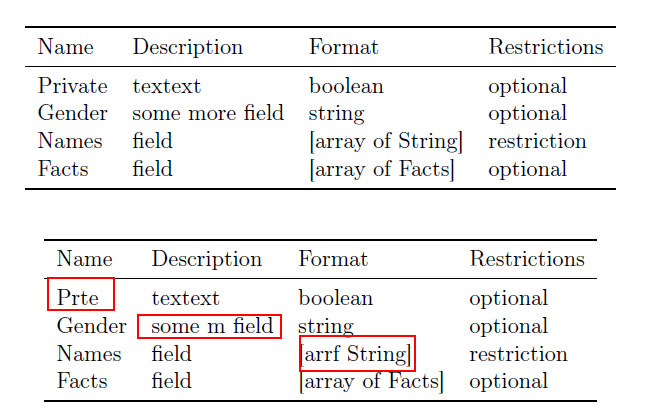 Name Description Format Restrictions
Private textext boolean optional
Gender some more field string optional
Names field [array of String] restriction
Facts field [array of Facts] optional
Name Description Format Restrictions
Prte textext boolean optional
Gender some m field string optional
Names field [arrf String] restriction
Facts field [array of Facts] optional